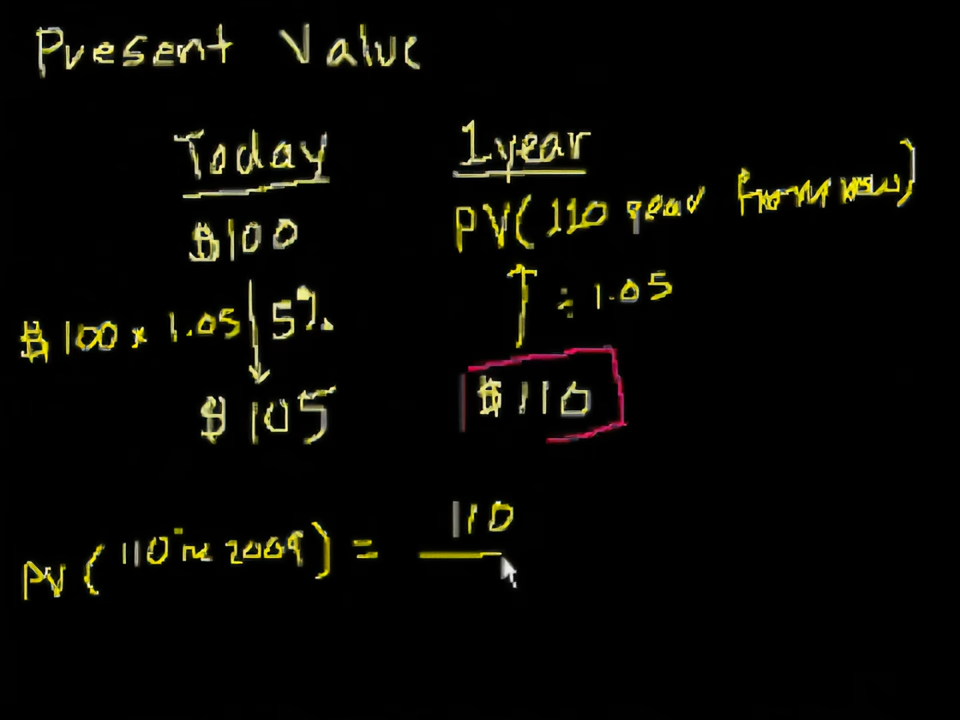 Present Value
Today 1 year
$100 PV( 110 year from now)
$ 100 x 1.05 5% ÷ 1.05
$ 105 $ 110
PV ( 110 in 2009 ) = 110